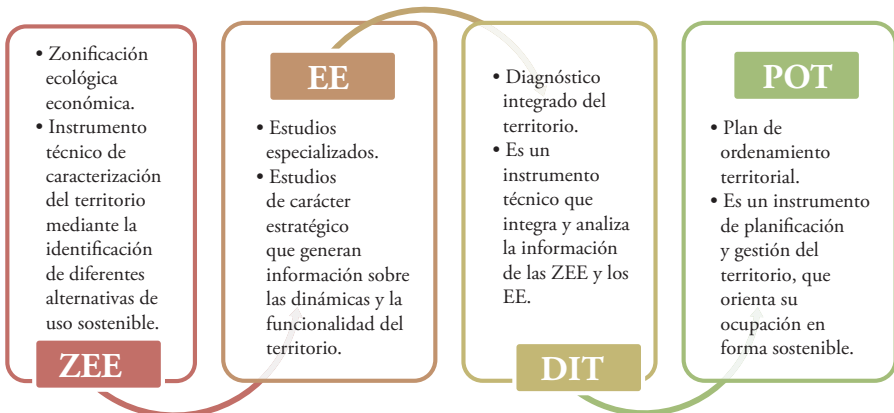 • Zonificación
ecológica
económica.
• Instrumento
técnico de
caracterización
del territorio
mediante la
identificación
de diferentes
alternativas de
uso sostenible.
ZEE
EE
• Estudios
especializados.
• Estudios
de carácter
estratégico
que generan
información sobre
las dinámicas y la
funcionalidad del
territorio.
• Diagnóstico
integrado del
territorio.
• Es un
instrumento
técnico que
integra y analiza
la información
de las ZEE y los
EE.
DIT
POT
• Plan de
ordenamiento
territorial.
• Es un instrumento
de planificación
y gestión del
territorio, que
orienta su
ocupación en
forma sostenible.